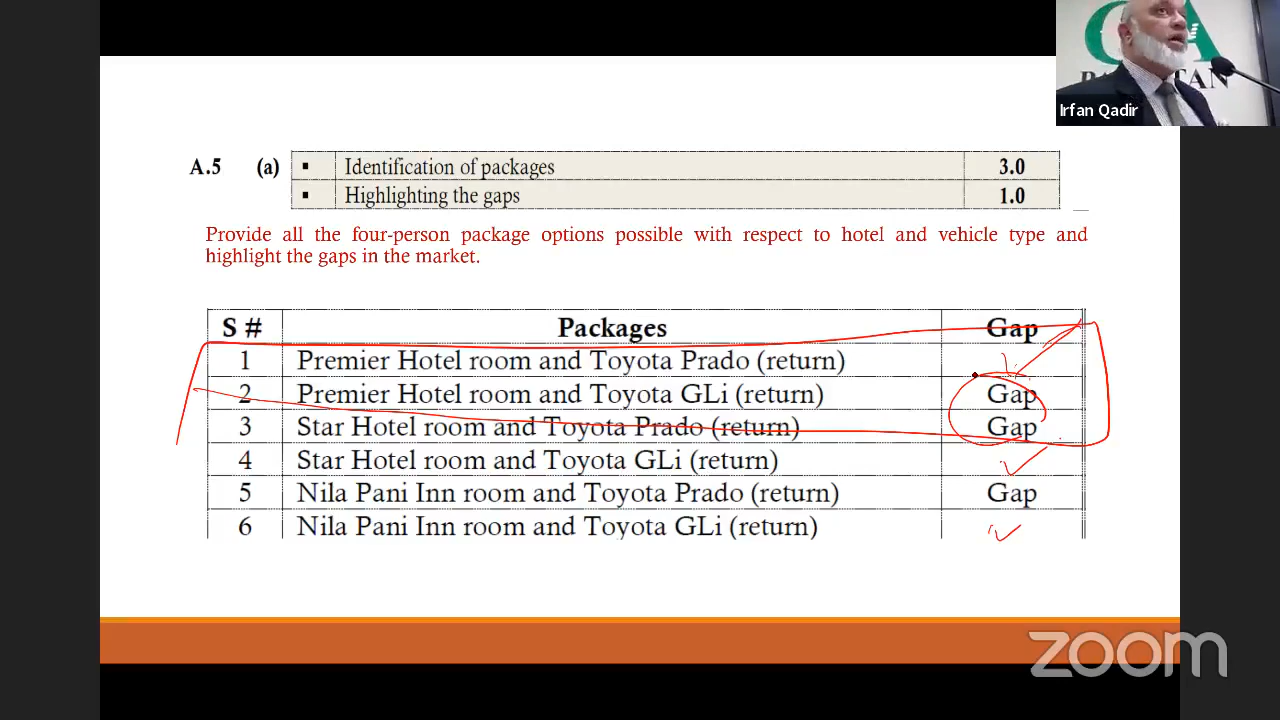 CA
PAKISTAN
Irfan Qadir
A.5 (a) ▪ Identification of packages 3.0
▪ Highlighting the gaps 1.0
Provide all the four-person package options possible with respect to hotel and vehicle type and
highlight the gaps in the market.
S # Packages Gap
1 Premier Hotel room and Toyota Prado (return)
2 Premier Hotel room and Toyota GLi (return) Gap
3 Star Hotel room and Toyota Prado (return) Gap
4 Star Hotel room and Toyota GLi (return)
5 Nila Pani Inn room and Toyota Prado (return) Gap
6 Nila Pani Inn room and Toyota GLi (return)
zoom